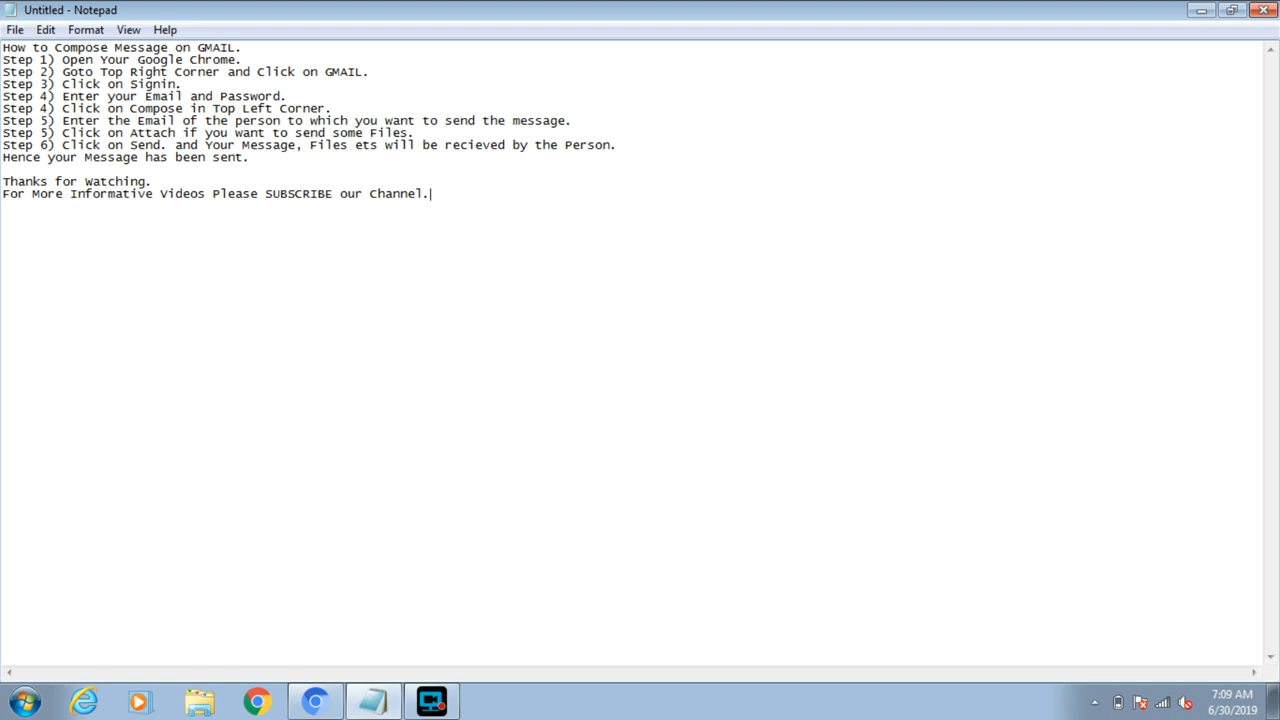 Untitled - Notepad
File Edit Format View Help
How to Compose Message on GMAIL.
Step 1) Open Your Google Chrome.
Step 2) Goto Top Right Corner and Click on GMAIL.
Step 3) Click on Signin.
Step 4) Enter your Email and Password.
Step 4) Click on Compose in Top Left Corner.
Step 5) Enter the Email of the person to which you want to send the message.
Step 5) Click on Attach if you want to send some Files.
Step 6) Click on Send. and Your Message, Files ets will be recieved by the Person.
Hence your Message has been sent.
Thanks for Watching.
For More Informative Videos Please SUBSCRIBE our Channel.
7:09 AM
6/30/2019